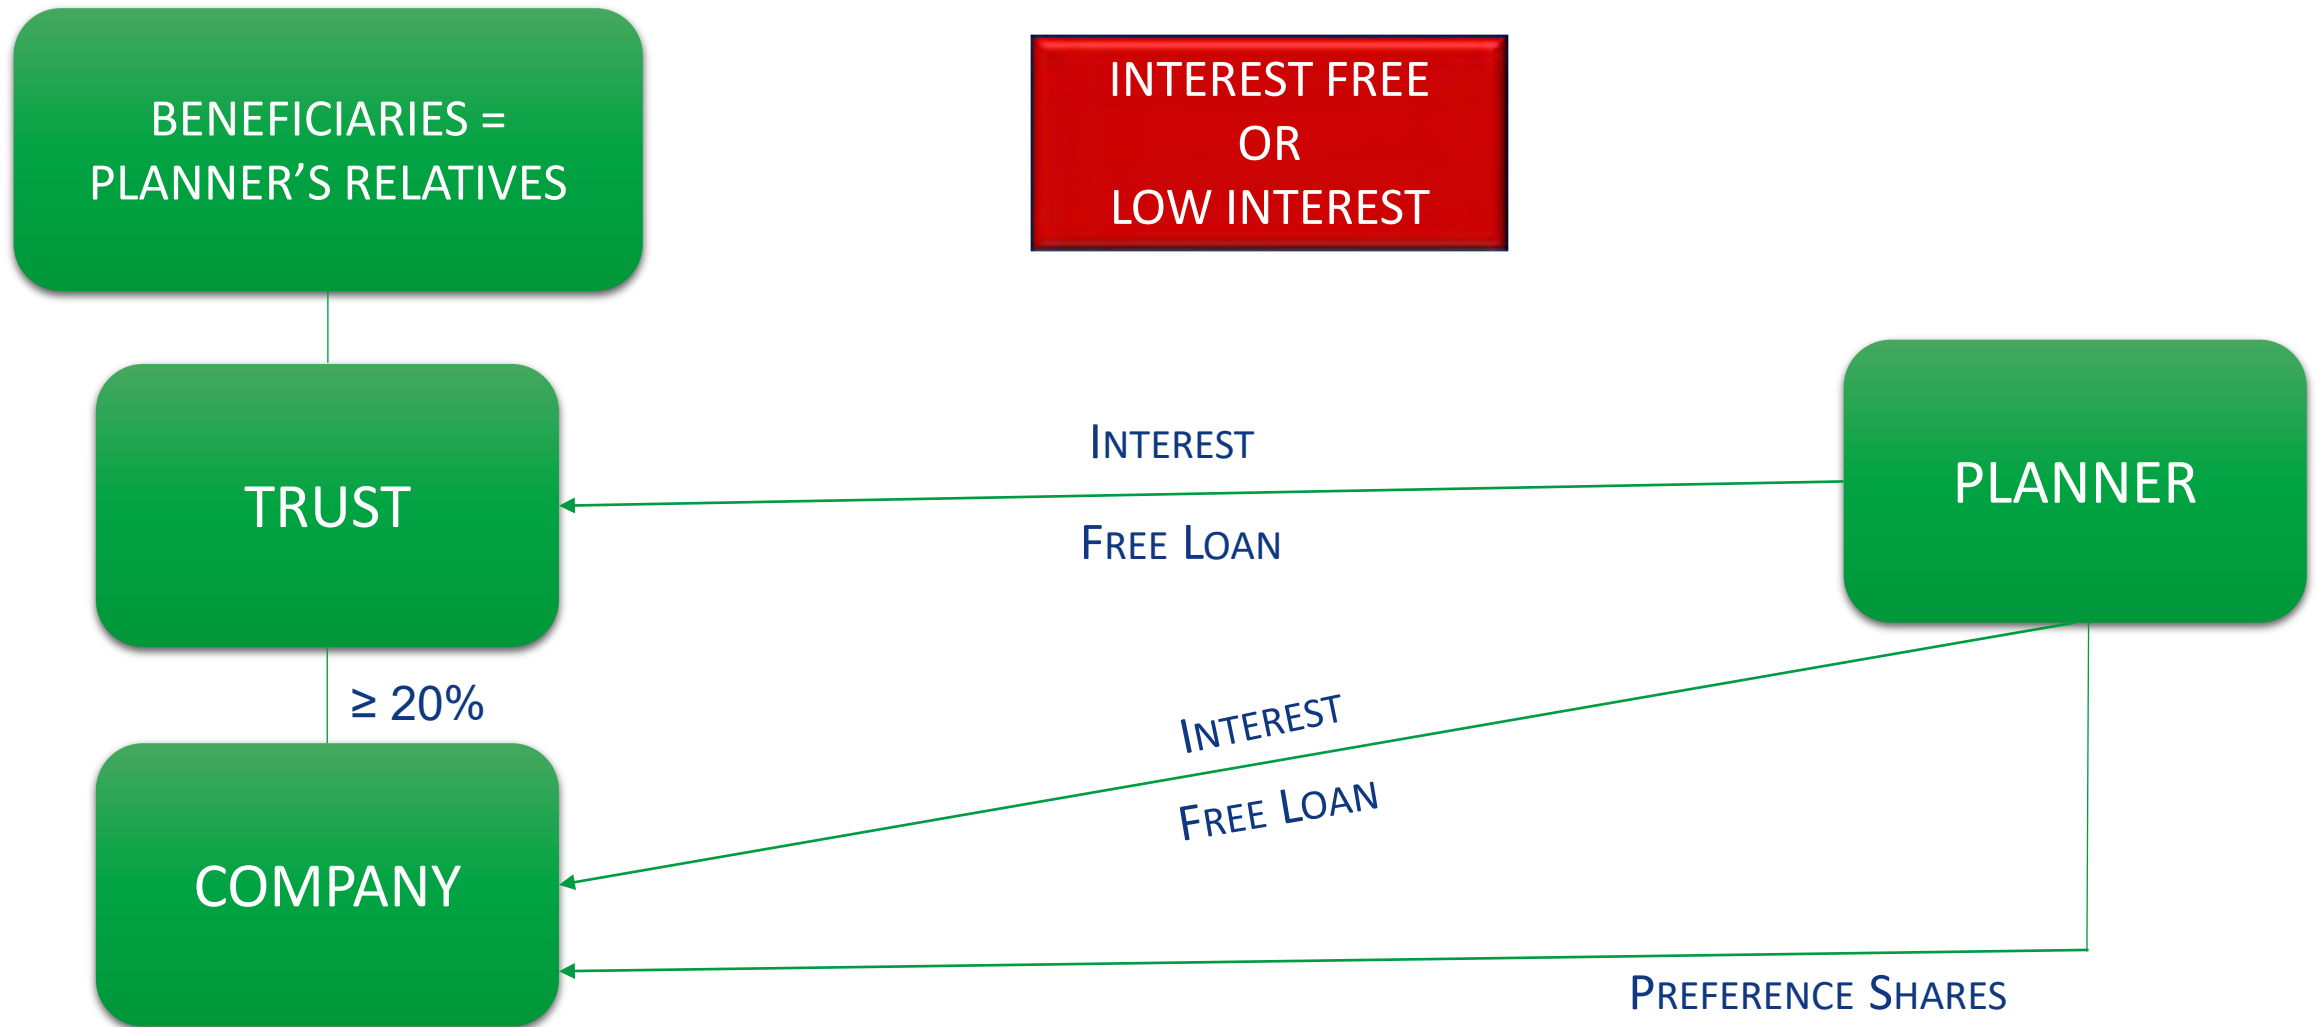 BENEFICIARIES =
PLANNER’S RELATIVES
INTEREST FREE
OR
LOW INTEREST
TRUST
INTEREST
FREE LOAN
PLANNER
≥ 20%
INTEREST
FREE LOAN
COMPANY
PREFERENCE SHARES